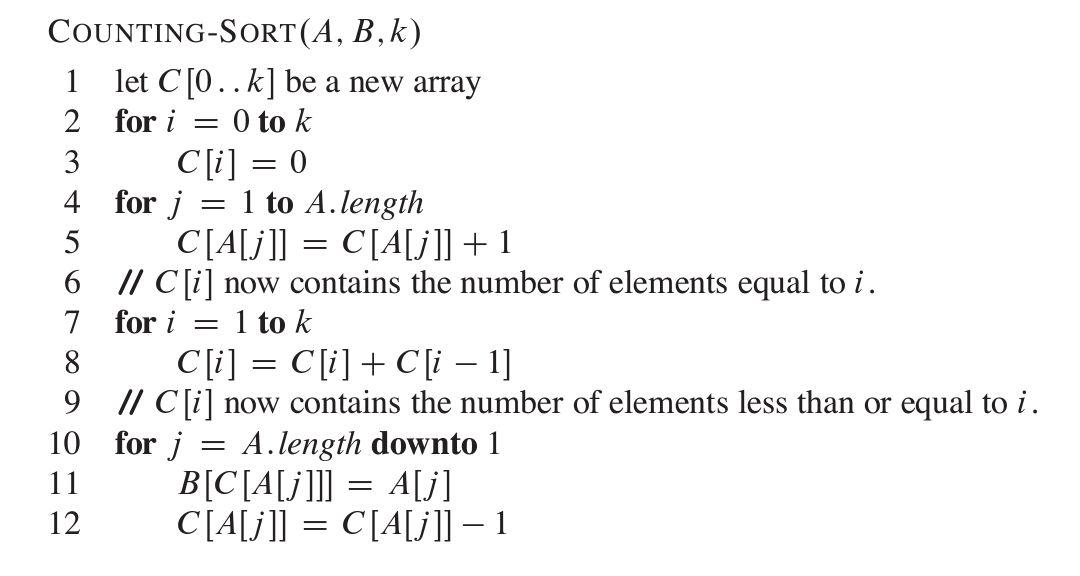 COUNTING-SORT(A, B, k)
1 let C[0..k] be a new array
2 for i = 0 to k
3 C[i] = 0
4 for j = 1 to A.length
5 C[A[j]] = C[A[j]] + 1
6 // C[i] now contains the number of elements equal to i.
7 for i = 1 to k
8 C[i] = C[i] + C[i − 1]
9 // C[i] now contains the number of elements less than or equal to i.
10 for j = A.length downto 1
11 B[C[A[j]]] = A[j]
12 C[A[j]] = C[A[j]] − 1